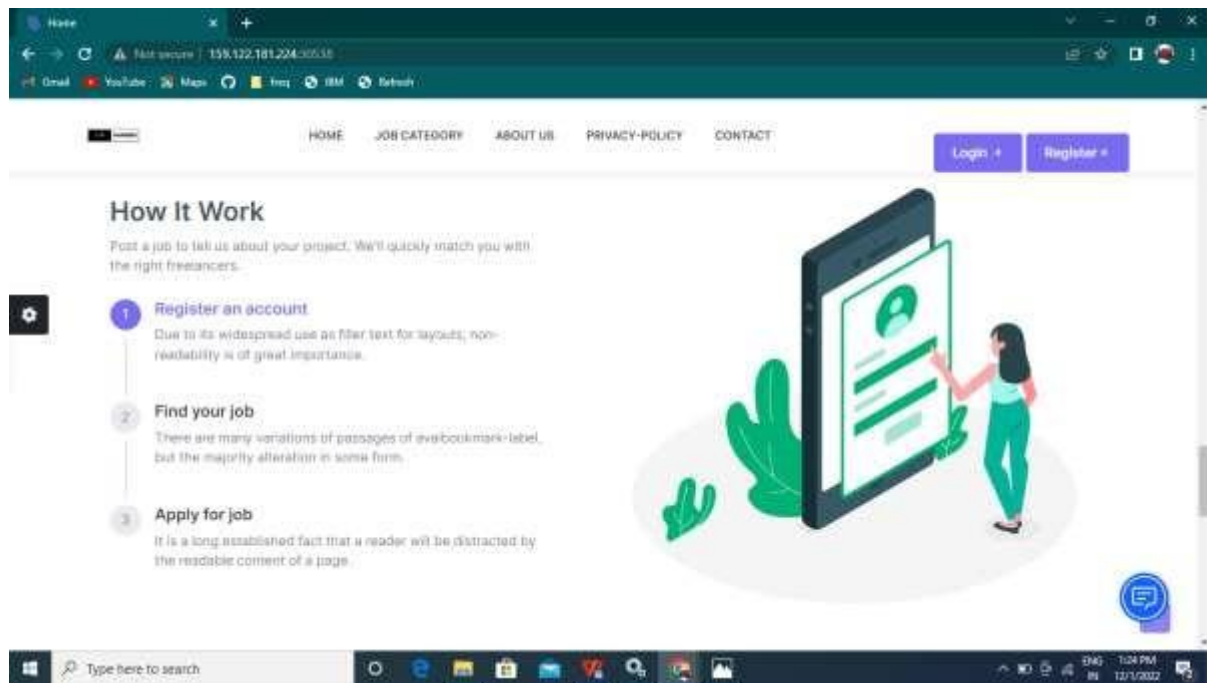 Home
Not secure | 159.122.181.224:30538
Gmail YouTube Maps freq IBM Refresh
HOME JOB CATEGORY ABOUT US PRIVACY-POLICY CONTACT
Login + Register +
How It Work
Post a job to tell us about your project. We'll quickly match you with
the right freelancers.
1 Register an account
Due to its widespread use as filler text for layouts, non-
readability is of great importance.
2 Find your job
There are many variations of passages of avaibookmark-label,
but the majority alteration in some form.
3 Apply for job
It is a long established fact that a reader will be distracted by
the readable content of a page.
Type here to search
ENG 1:24 PM
IN 12/1/2022